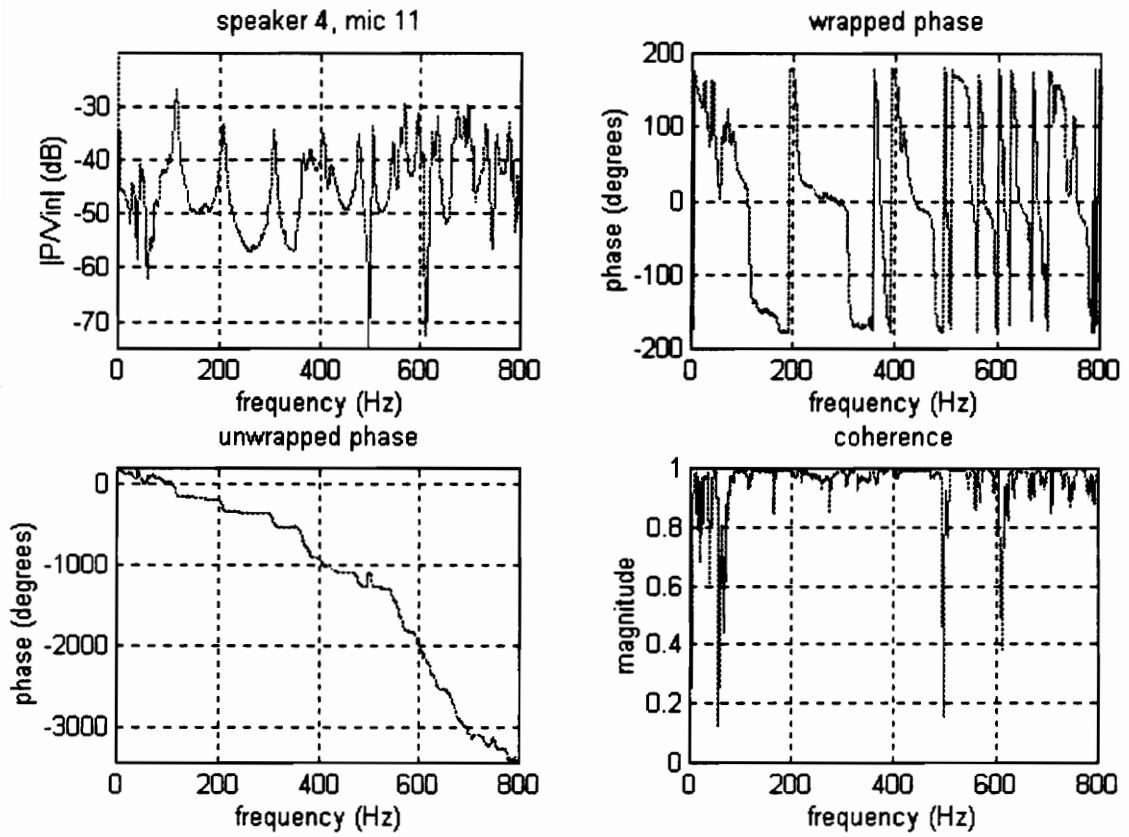 speaker 4, mic 11
|P/Vin| (dB)
-30
-40
-50
-60
-70
0 200 400 600 800
frequency (Hz)
wrapped phase
phase (degrees)
200
100
0
-100
-200
0 200 400 600 800
frequency (Hz)
unwrapped phase
phase (degrees)
0
-1000
-2000
-3000
0 200 400 600 800
frequency (Hz)
coherence
magnitude
1
0.8
0.6
0.4
0.2
0
0 200 400 600 800
frequency (Hz)